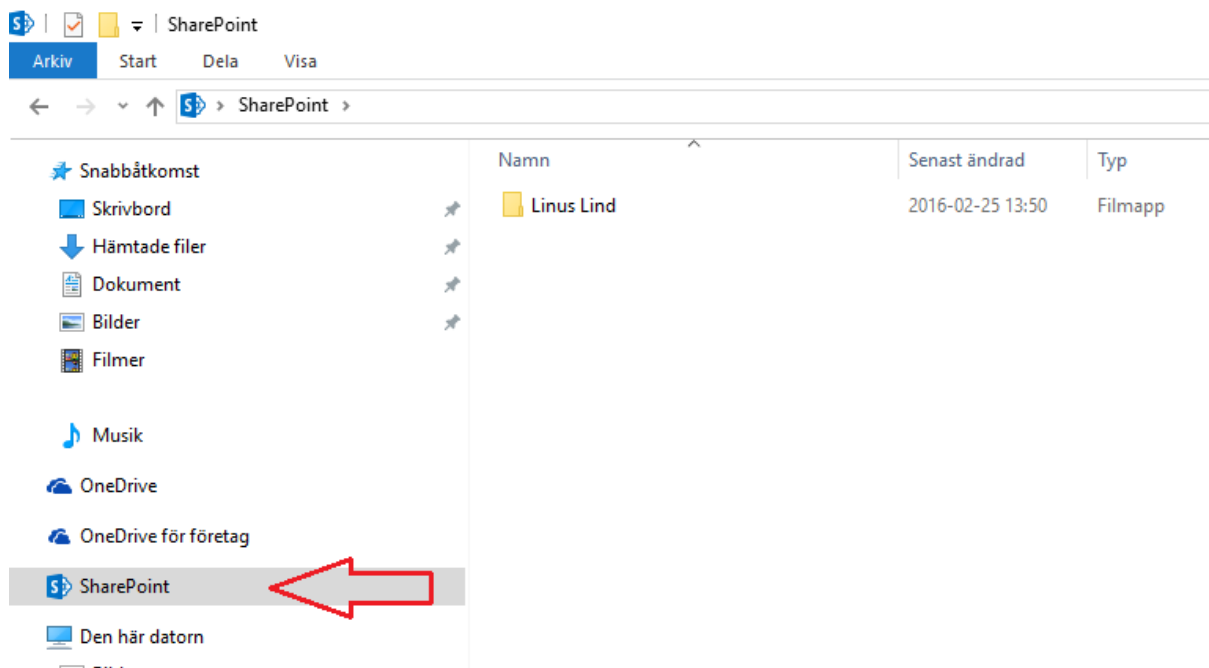 SharePoint
Arkiv Start Dela Visa
SharePoint
Namn Senast ändrad Typ
Linus Lind 2016-02-25 13:50 Filmapp
Snabbåtkomst
Skrivbord
Hämtade filer
Dokument
Bilder
Filmer
Musik
OneDrive
OneDrive för företag
SharePoint
Den här datorn